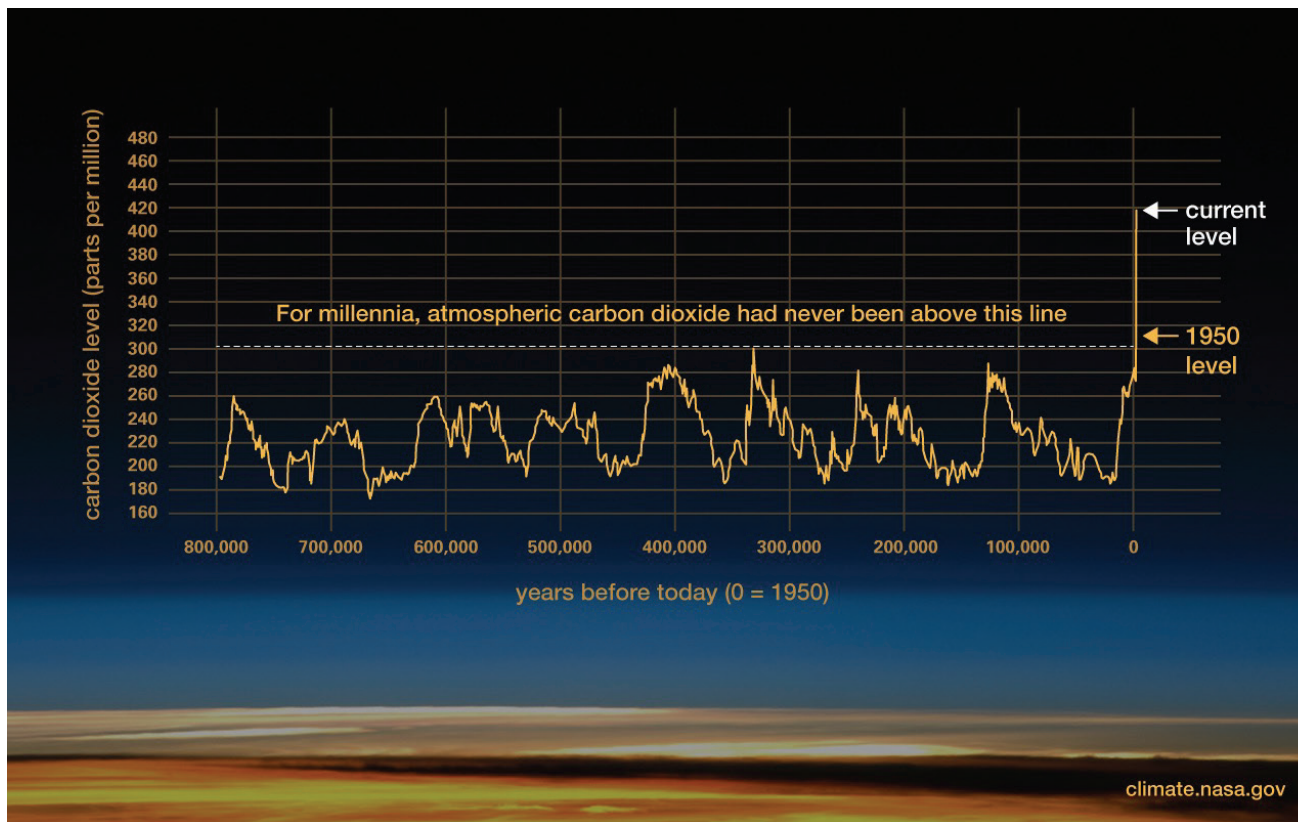 carbon dioxide level (parts per million)
480
460
440
420
400
380
360
340
320
300
280
260
240
220
200
180
160
For millennia, atmospheric carbon dioxide had never been above this line
current
level
1950
level
800,000 700,000 600,000 500,000 400,000 300,000 200,000 100,000 0
years before today (0 = 1950)
climate.nasa.gov